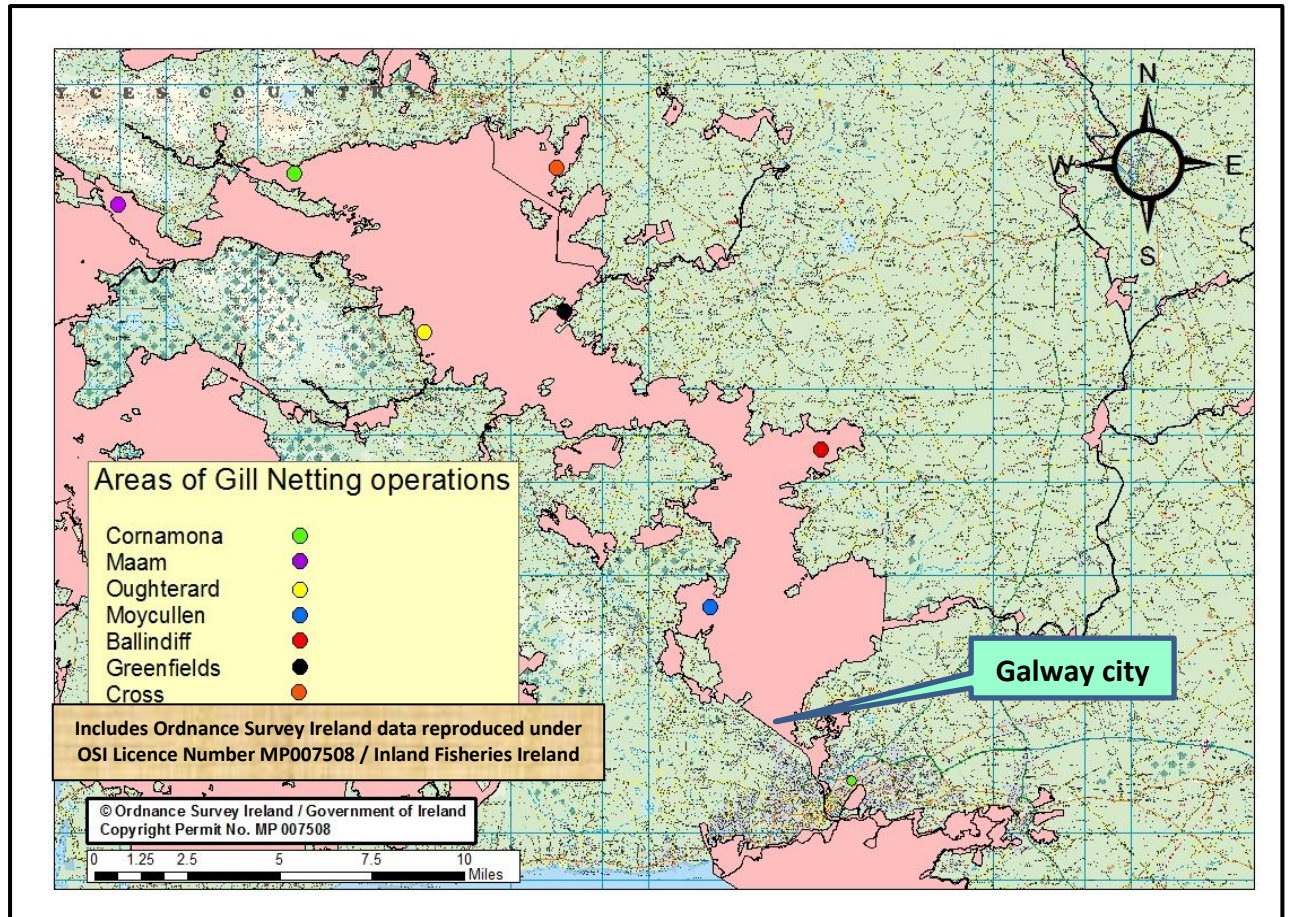 YCES COUNTRY
N
W E
S
Areas of Gill Netting operations
Cornamona
Maam
Oughterard
Moycullen
Ballindiff
Greenfields
Cross
Galway city
Includes Ordnance Survey Ireland data reproduced under
OSI Licence Number MP007508 / Inland Fisheries Ireland
© Ordnance Survey Ireland / Government of Ireland
Copyright Permit No. MP 007508
0 1.25 2.5 5 7.5 10
Miles